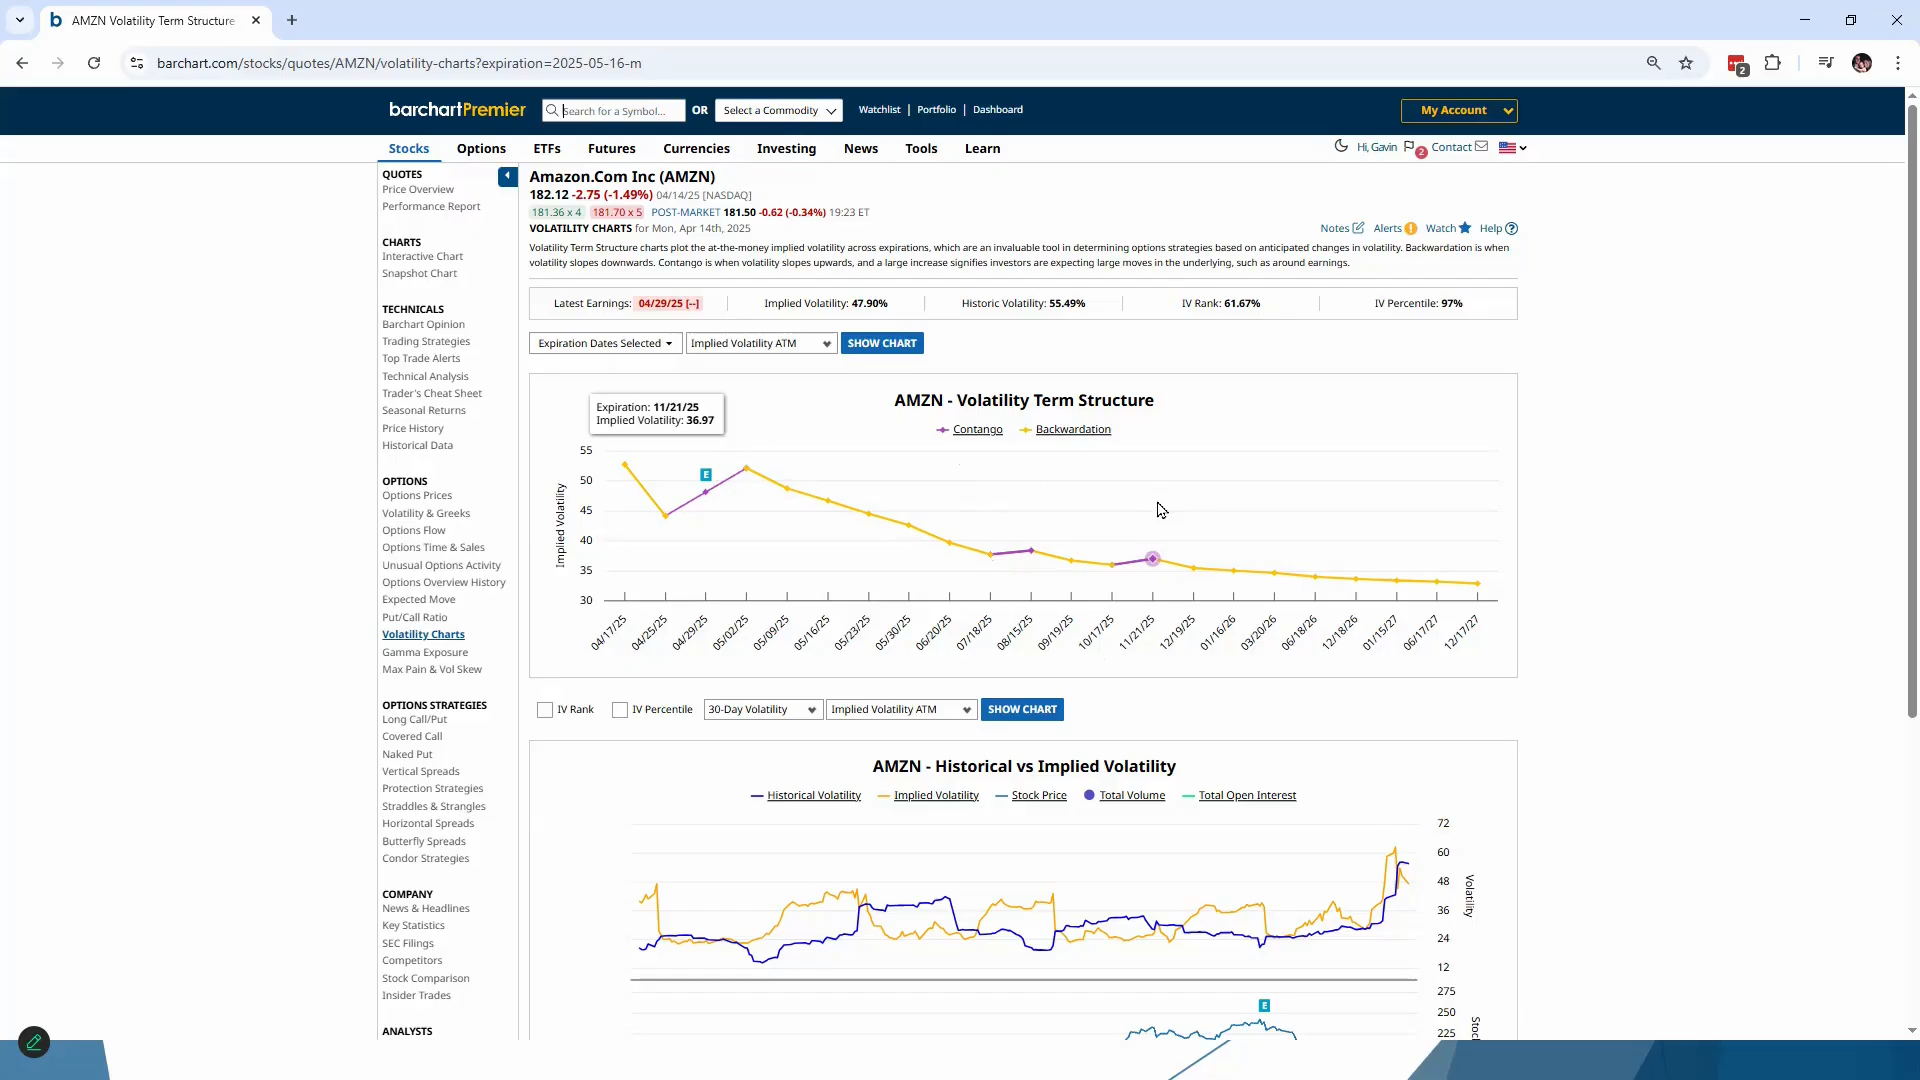 AMZN Volatility Term Structure
barchart.com/stocks/quotes/AMZN/volatility-charts?expiration=2025-05-16-m
2
barchartPremier
Search for a Symbol...
OR
Select a Commodity
Watchlist | Portfolio | Dashboard
My Account
Stocks Options ETFs Futures Currencies Investing News Tools Learn
Hi, Gavin
2
Contact
QUOTES
Price Overview
Performance Report
CHARTS
Interactive Chart
Snapshot Chart
TECHNICALS
Barchart Opinion
Trading Strategies
Top Trade Alerts
Technical Analysis
Trader's Cheat Sheet
Seasonal Returns
Price History
Historical Data
OPTIONS
Options Prices
Volatility & Greeks
Options Flow
Options Time & Sales
Unusual Options Activity
Options Overview History
Expected Move
Put/Call Ratio
Volatility Charts
Gamma Exposure
Max Pain & Vol Skew
OPTIONS STRATEGIES
Long Call/Put
Covered Call
Naked Put
Vertical Spreads
Protection Strategies
Straddles & Strangles
Horizontal Spreads
Butterfly Spreads
Condor Strategies
COMPANY
News & Headlines
Key Statistics
SEC Filings
Competitors
Stock Comparison
Insider Trades
ANALYSTS
Amazon.Com Inc (AMZN)
182.12 -2.75 (-1.49%) 04/14/25 [NASDAQ]
181.36 x 4 181.70 x 5 POST-MARKET 181.50 -0.62 (-0.34%) 19:23 ET
VOLATILITY CHARTS for Mon, Apr 14th, 2025
Notes Alerts ! Watch Help ?
Volatility Term Structure charts plot the at-the-money implied volatility across expirations, which are an invaluable tool in determining options strategies based on anticipated changes in volatility. Backwardation is when
volatility slopes downwards. Contango is when volatility slopes upwards, and a large increase signifies investors are expecting large moves in the underlying, such as around earnings.
Latest Earnings: 04/29/25 [--]
Implied Volatility: 47.90%
Historic Volatility: 55.49%
IV Rank: 61.67%
IV Percentile: 97%
Expiration Dates Selected
Implied Volatility ATM
SHOW CHART
AMZN - Volatility Term Structure
Contango Backwardation
Expiration: 11/21/25
Implied Volatility: 36.97
E
Implied Volatility
55
50
45
40
35
30
04/17/25 04/25/25 04/29/25 05/02/25 05/09/25 05/16/25 05/23/25 05/30/25 06/20/25 07/18/25 08/15/25 09/19/25 10/17/25 11/21/25 12/19/25 01/16/26 03/20/26 06/18/26 12/18/26 01/15/27 06/17/27 12/17/27
IV Rank
IV Percentile
30-Day Volatility
Implied Volatility ATM
SHOW CHART
AMZN - Historical vs Implied Volatility
Historical Volatility Implied Volatility Stock Price Total Volume Total Open Interest
72
60
48
36
24
12
Volatility
275
250
225
E